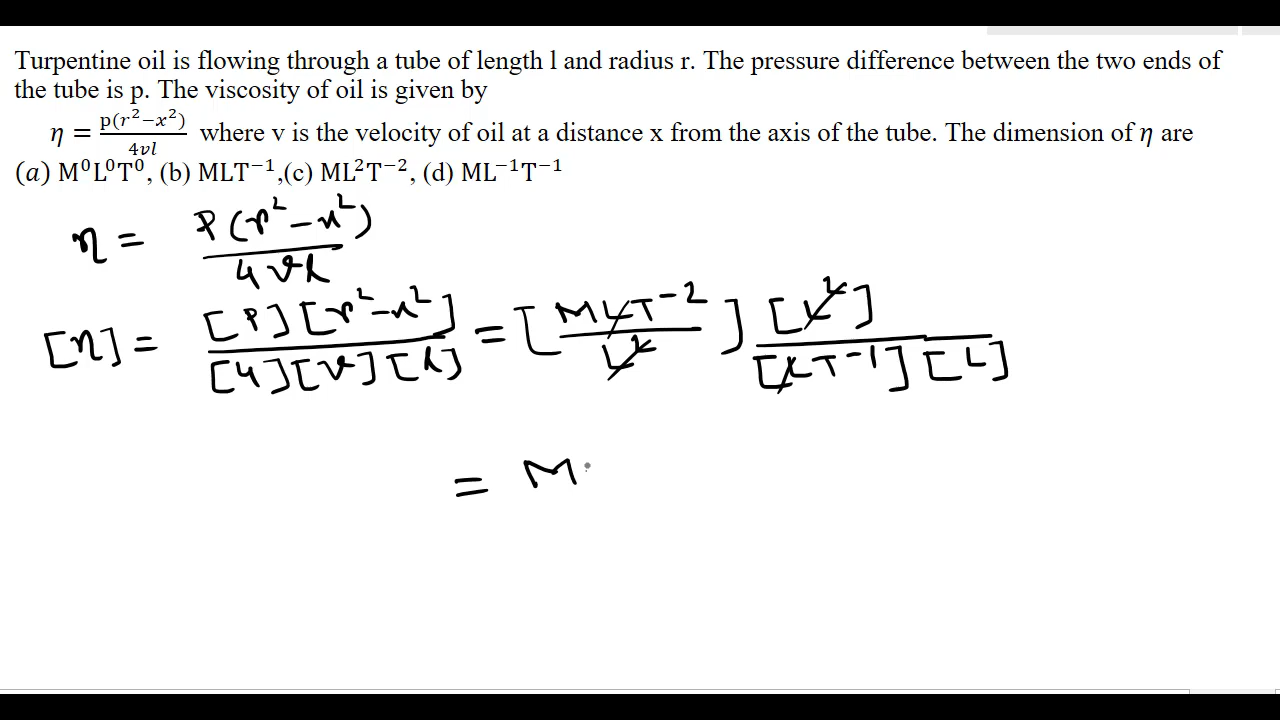 Turpentine oil is flowing through a tube of length l and radius r. The pressure difference between the two ends of
the tube is p. The viscosity of oil is given by
η = p(r²−x²)/4vl where v is the velocity of oil at a distance x from the axis of the tube. The dimension of η are
(a) M⁰L⁰T⁰, (b) MLT⁻¹,(c) ML²T⁻², (d) ML⁻¹T⁻¹
η = P(r²−x²)/4vl
[η] = [P][r²−x²]/[4][v][l] = [MLT⁻²/L²] [L²]/[LT⁻¹][L]
= M